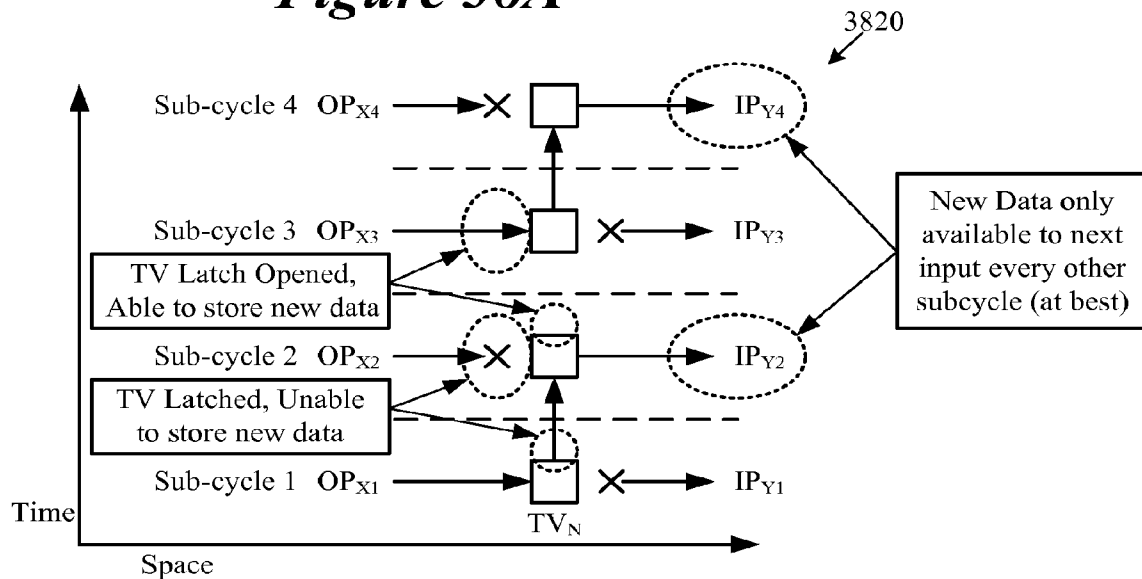 Figure
3820
Sub-cycle 4 OPX4 IPY4
Sub-cycle 3 OPX3 IPY3
New Data only
available to next
input every other
subcycle (at best)
TV Latch Opened,
Able to store new data
Sub-cycle 2 OPX2 IPY2
TV Latched, Unable
to store new data
Sub-cycle 1 OPX1 IPY1
TVN
Time
Space